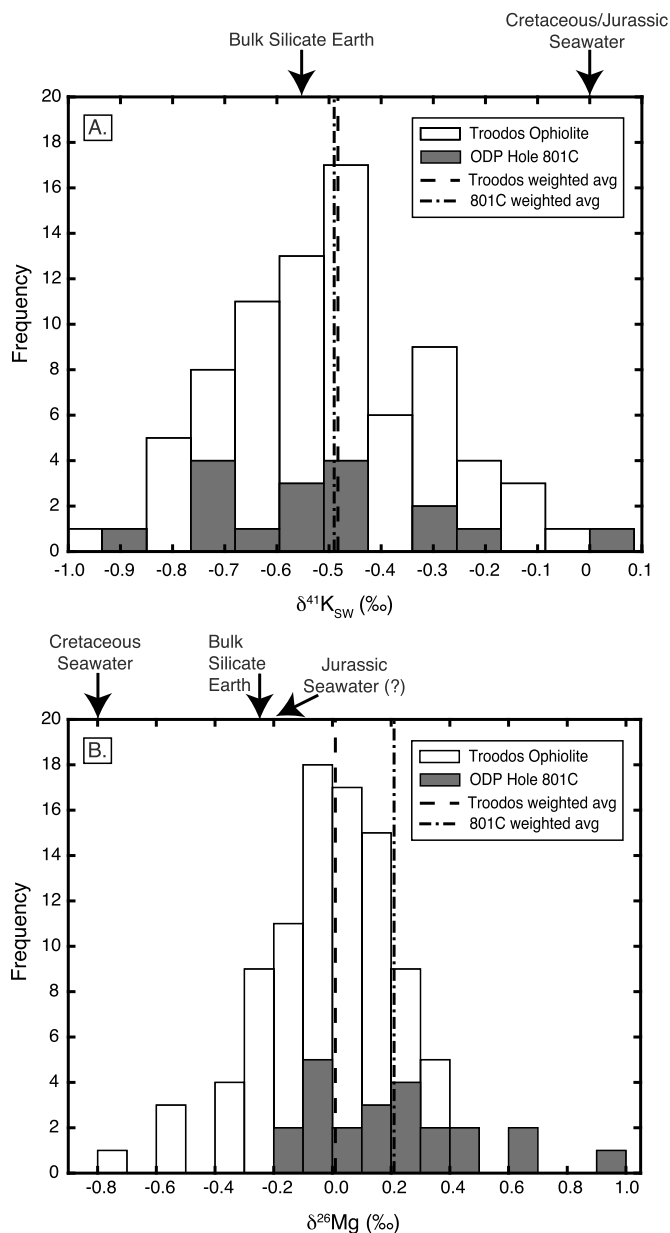 Bulk Silicate Earth
Cretaceous/Jurassic
Seawater
A.
Troodos Ophiolite
ODP Hole 801C
Troodos weighted avg
801C weighted avg
20
18
16
14
12
10
8
6
4
2
0
Frequency
-1.0 -0.9 -0.8 -0.7 -0.6 -0.5 -0.4 -0.3 -0.2 -0.1 0 0.1
δ⁴¹K_SW (‰)
Cretaceous
Seawater
Bulk
Silicate
Earth
Jurassic
Seawater (?)
B.
Troodos Ophiolite
ODP Hole 801C
Troodos weighted avg
801C weighted avg
20
18
16
14
12
10
8
6
4
2
0
Frequency
-0.8 -0.6 -0.4 -0.2 0.0 0.2 0.4 0.6 0.8 1.0
δ²⁶Mg (‰)